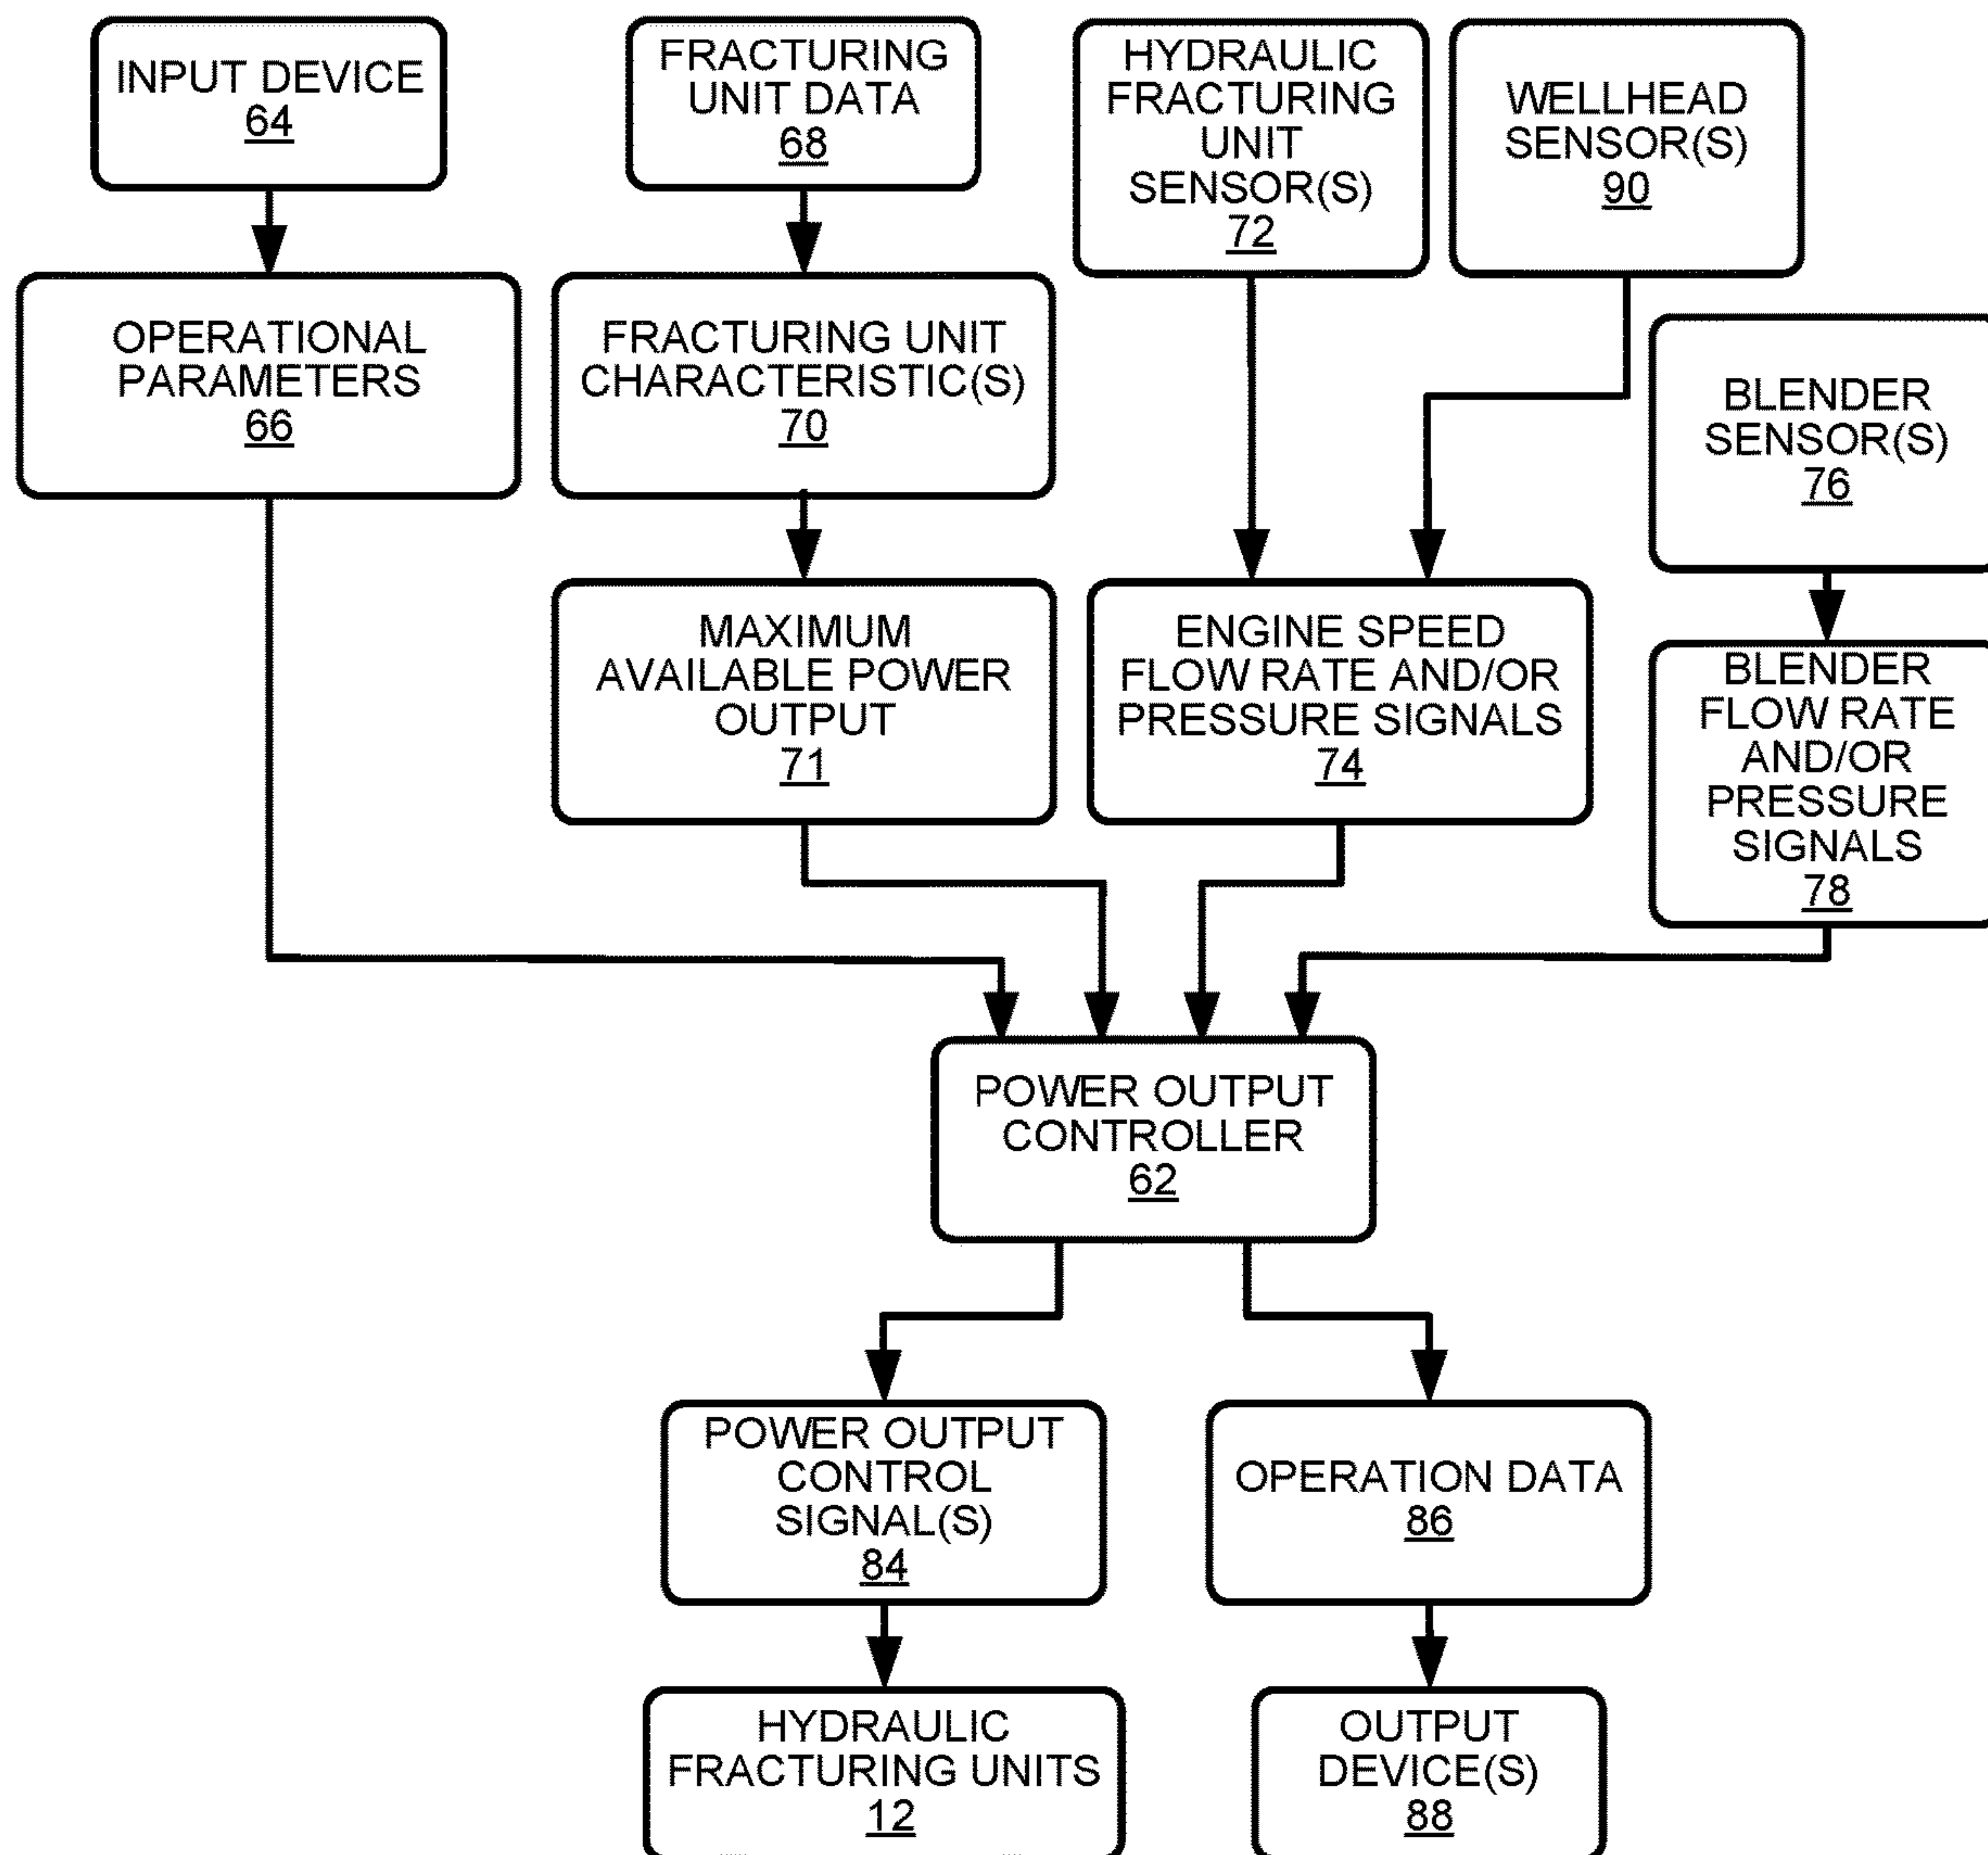 INPUT DEVICE
64
FRACTURING
UNIT DATA
68
HYDRAULIC
FRACTURING
UNIT
SENSOR(S)
72
WELLHEAD
SENSOR(S)
90
OPERATIONAL
PARAMETERS
66
FRACTURING UNIT
CHARACTERISTIC(S)
70
BLENDER
SENSOR(S)
76
MAXIMUM
AVAILABLE POWER
OUTPUT
71
ENGINE SPEED
FLOW RATE AND/OR
PRESSURE SIGNALS
74
BLENDER
FLOW RATE
AND/OR
PRESSURE
SIGNALS
78
POWER OUTPUT
CONTROLLER
62
POWER OUTPUT
CONTROL
SIGNAL(S)
84
OPERATION DATA
86
HYDRAULIC
FRACTURING UNITS
12
OUTPUT
DEVICE(S)
88